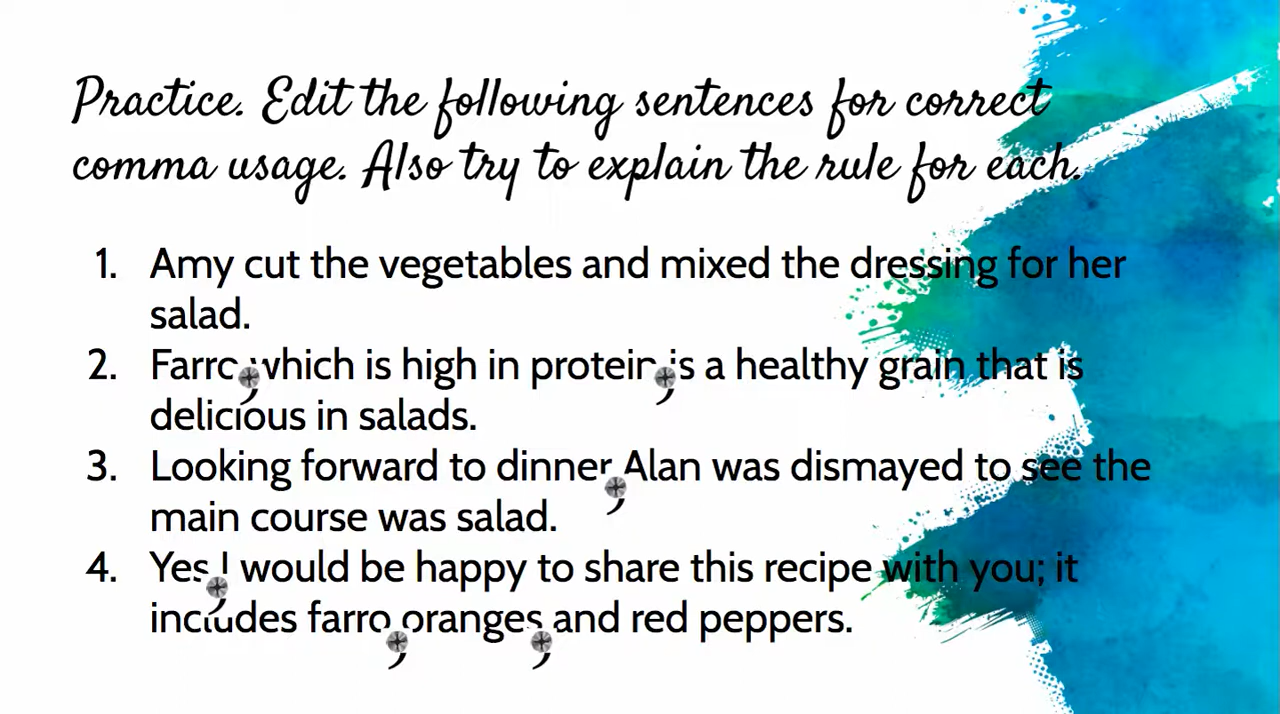 Practice. Edit the following sentences for correct
comma usage. Also try to explain the rule for each.
1. Amy cut the vegetables and mixed the dressing for her
salad.
2. Farro, which is high in protein, is a healthy grain that is
delicious in salads.
3. Looking forward to dinner, Alan was dismayed to see the
main course was salad.
4. Yes, I would be happy to share this recipe with you; it
includes farro, oranges, and red peppers.